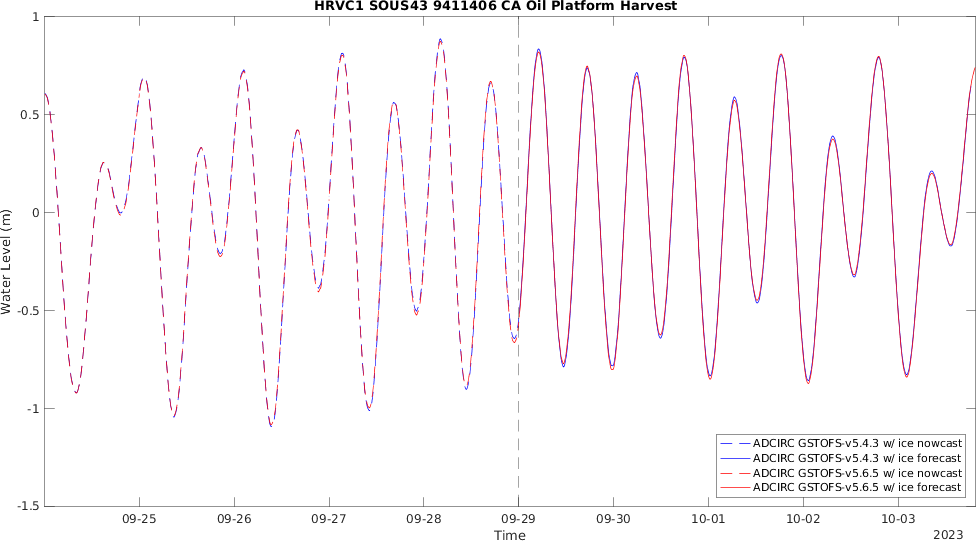 HRVC1 SOUS43 9411406 CA Oil Platform Harvest
1
0.5
0
-0.5
-1
-1.5
Water Level (m)
ADCIRC GSTOFS-v5.4.3 w/ ice nowcast
ADCIRC GSTOFS-v5.4.3 w/ ice forecast
ADCIRC GSTOFS-v5.6.5 w/ ice nowcast
ADCIRC GSTOFS-v5.6.5 w/ ice forecast
09-25 09-26 09-27 09-28 09-29 09-30 10-01 10-02 10-03
Time
2023